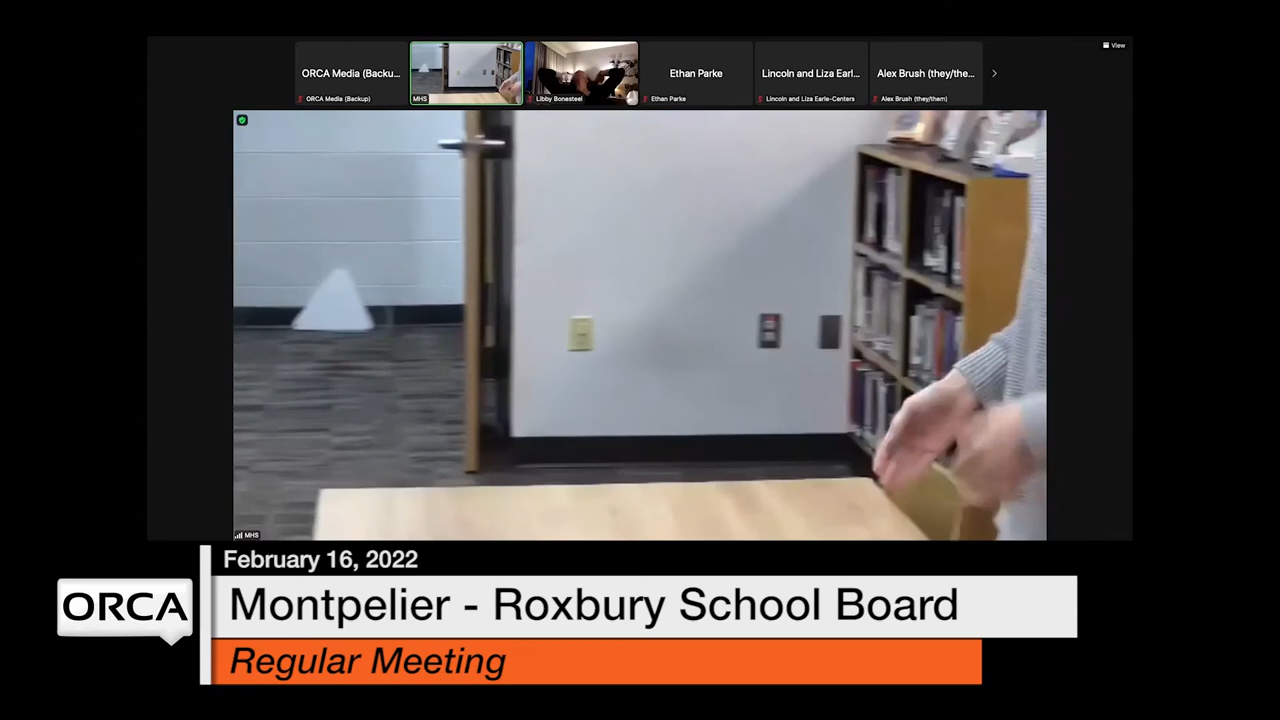 View
ORCA Media (Backu...
Ethan Parke
Lincoln and Liza Earl...
Alex Brush (they/the...
ORCA Media (Backup)
MHS
Libby Bonesteel
Ethan Parke
Lincoln and Liza Earle-Centers
Alex Brush (they/them)
MHS
February 16, 2022
ORCA
Montpelier - Roxbury School Board
Regular Meeting